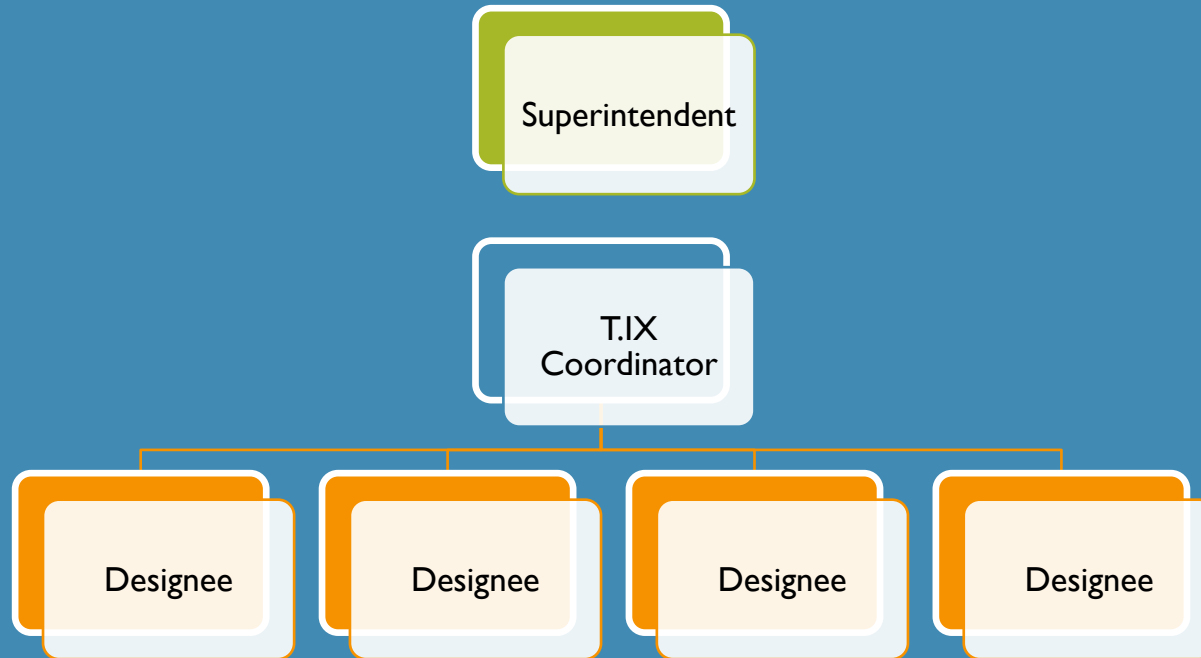 Superintendent
T.IX
Coordinator
Designee
Designee
Designee
Designee